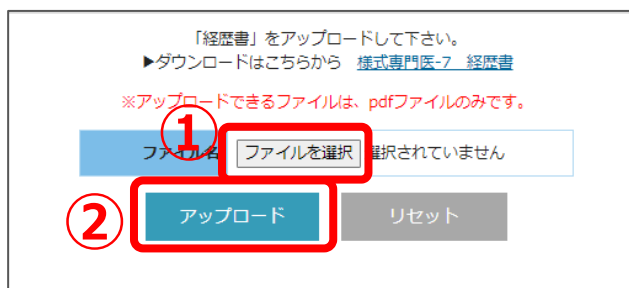 「経歴書」をアップロードして下さい。
▶ダウンロードはこちらから 様式専門医-7 経歴書
※アップロードできるファイルは、pdfファイルのみです。
①
ファイル名 ファイルを選択 選択されていません
② アップロード リセット